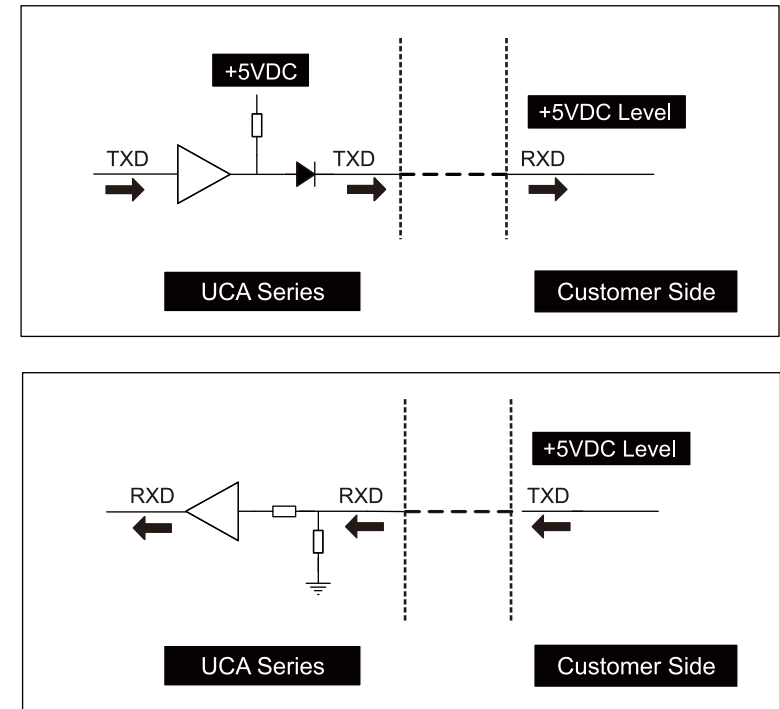 +5VDC
+5VDC Level
TXD
TXD
RXD
UCA Series
Customer Side
+5VDC Level
RXD
RXD
TXD
UCA Series
Customer Side